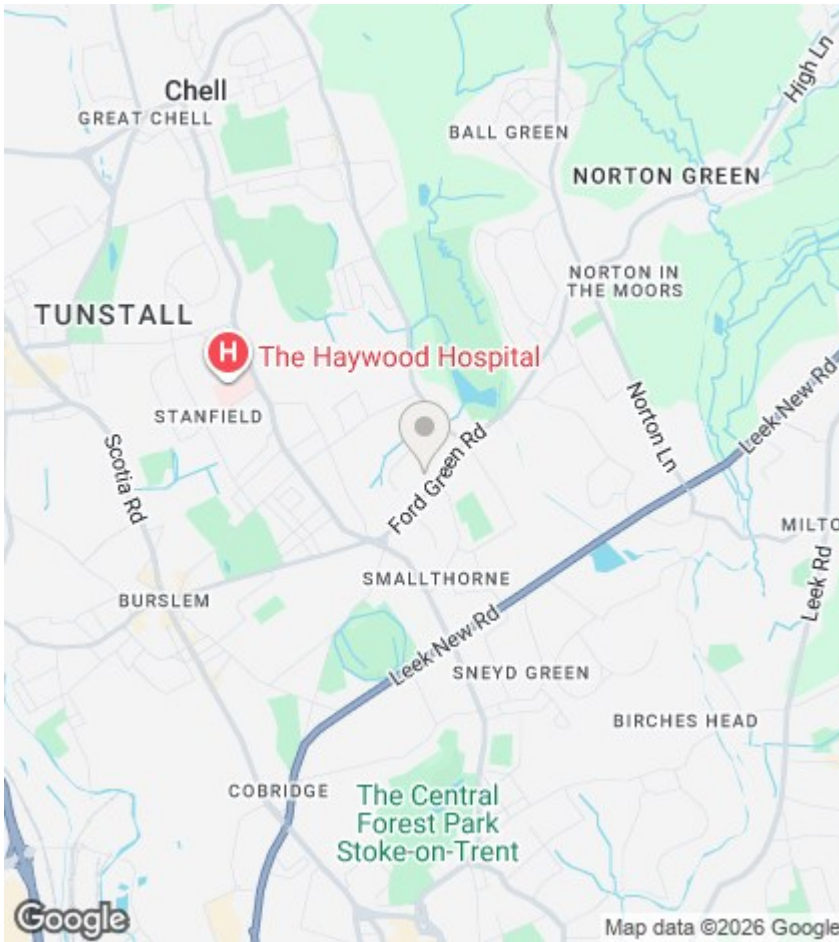 Chell
GREAT CHELL
High Ln
BALL GREEN
NORTON GREEN
NORTON IN
THE MOORS
TUNSTALL
H
The Haywood Hospital
STANFIELD
Scotia Rd
Ford Green Rd
Norton Ln
Leek New Rd
MILTO
Leek Rd
SMALLTHORNE
BURSLEM
Leek New Rd
SNEYD GREEN
BIRCHES HEAD
COBRIDGE
The Central
Forest Park
Stoke-on-Trent
Google
Map data ©2026 Google